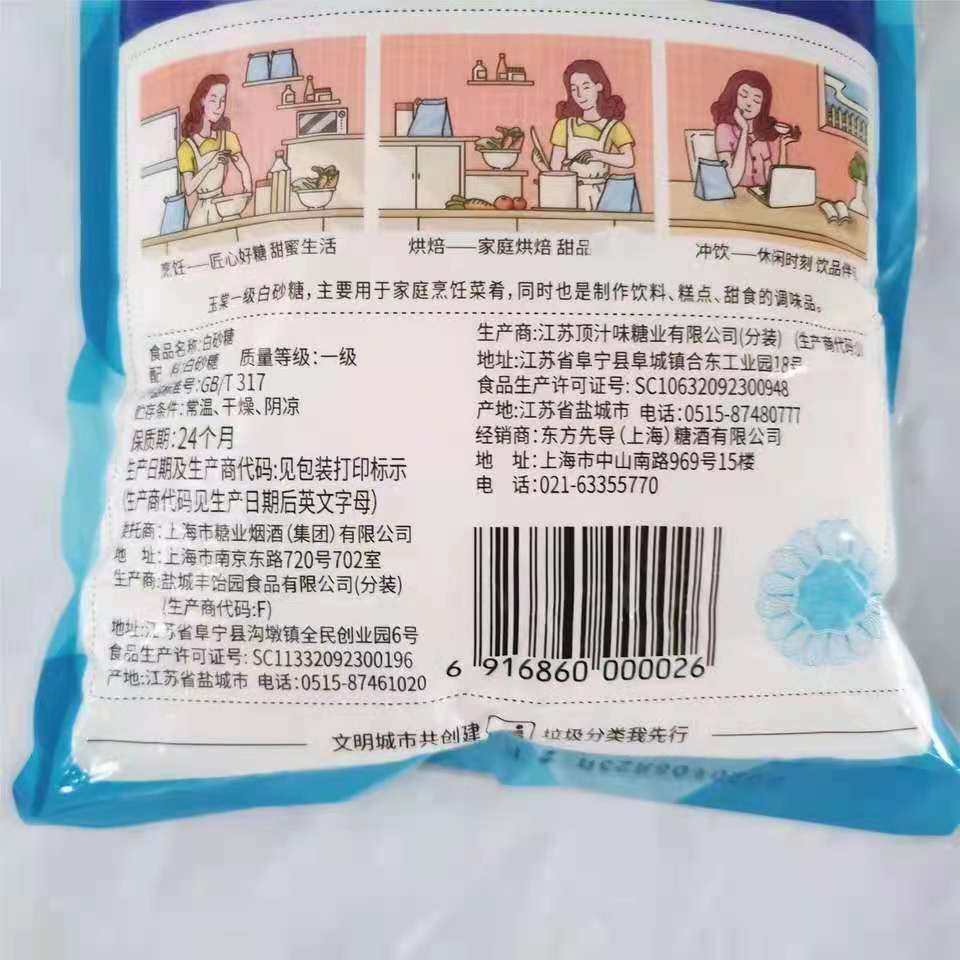 烹饪——匠心好糖 甜蜜生活
烘焙——家庭烘焙 甜品
冲饮——休闲时刻 饮品伴
玉棠一级白砂糖，主要用于家庭烹饪菜肴，同时也是制作饮料、糕点、甜食的调味品。
食品名称:白砂糖
配 料:白砂糖 质量等级:一级
标准号:GB/T 317
贮存条件:常温、干燥、阴凉
保质期:24个月
生产日期及生产商代码:见包装打印标示
(生产商代码见生产日期后英文字母)
委托商:上海市糖业烟酒(集团)有限公司
地 址:上海市南京东路720号702室
生产商:盐城丰怡园食品有限公司(分装)
(生产商代码:F)
地址:江苏省阜宁县沟墩镇全民创业园6号
食品生产许可证号: SC11332092300196
产地:江苏省盐城市 电话:0515-87461020
生产商:江苏顶汁味糖业有限公司(分装) (生产商代码:
地址:江苏省阜宁县阜城镇合东工业园18号
食品生产许可证号: SC10632092300948
产地:江苏省盐城市 电话:0515-87480777
经销商:东方先导(上海)糖酒有限公司
地 址:上海市中山南路969号15楼
电 话:021-63355770
6 916860 000026
文明城市共创建 垃圾分类我先行